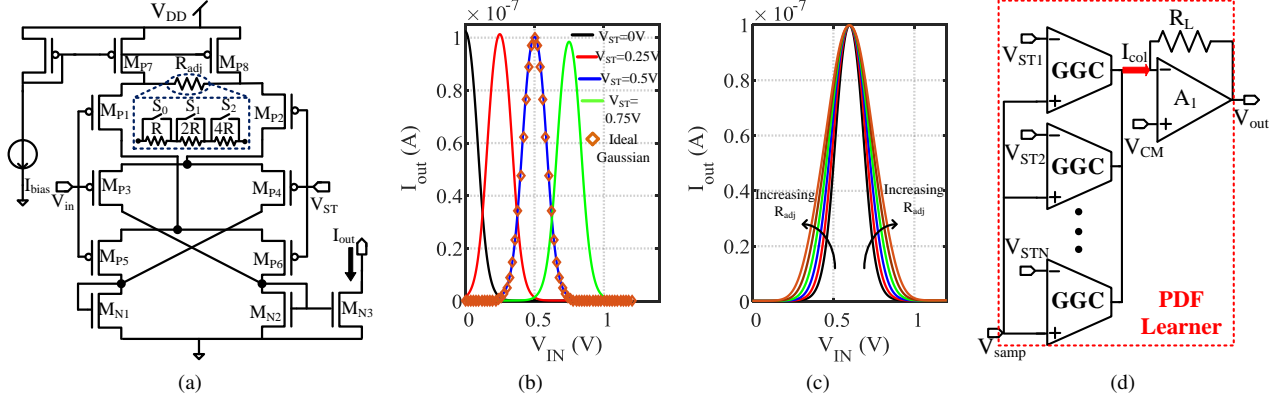 V_DD
M_P7
M_P8
R_adj
M_P1
S_0 S_1 S_2
R 2R 4R
M_P2
I_bias
V_in
M_P3
M_P4
V_ST
I_out
M_P5
M_P6
M_N1
M_N2
M_N3
(a)
× 10^-7
V_ST=0V
V_ST=0.25V
V_ST=0.5V
V_ST=
0.75V
Ideal
Gaussian
1
0.8
0.6
0.4
0.2
0
I_out (A)
0 0.5 1
V_IN (V)
(b)
× 10^-7
1
0.8
0.6
0.4
0.2
0
I_out (A)
Increasing
R_adj
Increasing
R_adj
0 0.5 1
V_IN (V)
(c)
V_ST1
GGC
I_col
R_L
A_1
V_out
V_CM
V_ST2
GGC
V_STN
GGC
PDF
Learner
V_samp
(d)